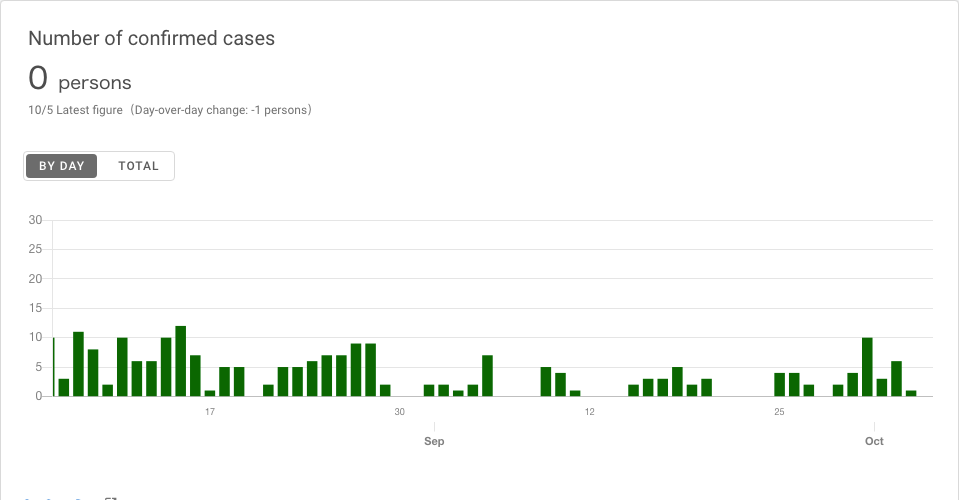 Number of confirmed cases
0 persons
10/5 Latest figure（Day-over-day change: -1 persons）
BY DAY TOTAL
30
25
20
15
10
5
0
17 30 12 25
Sep Oct